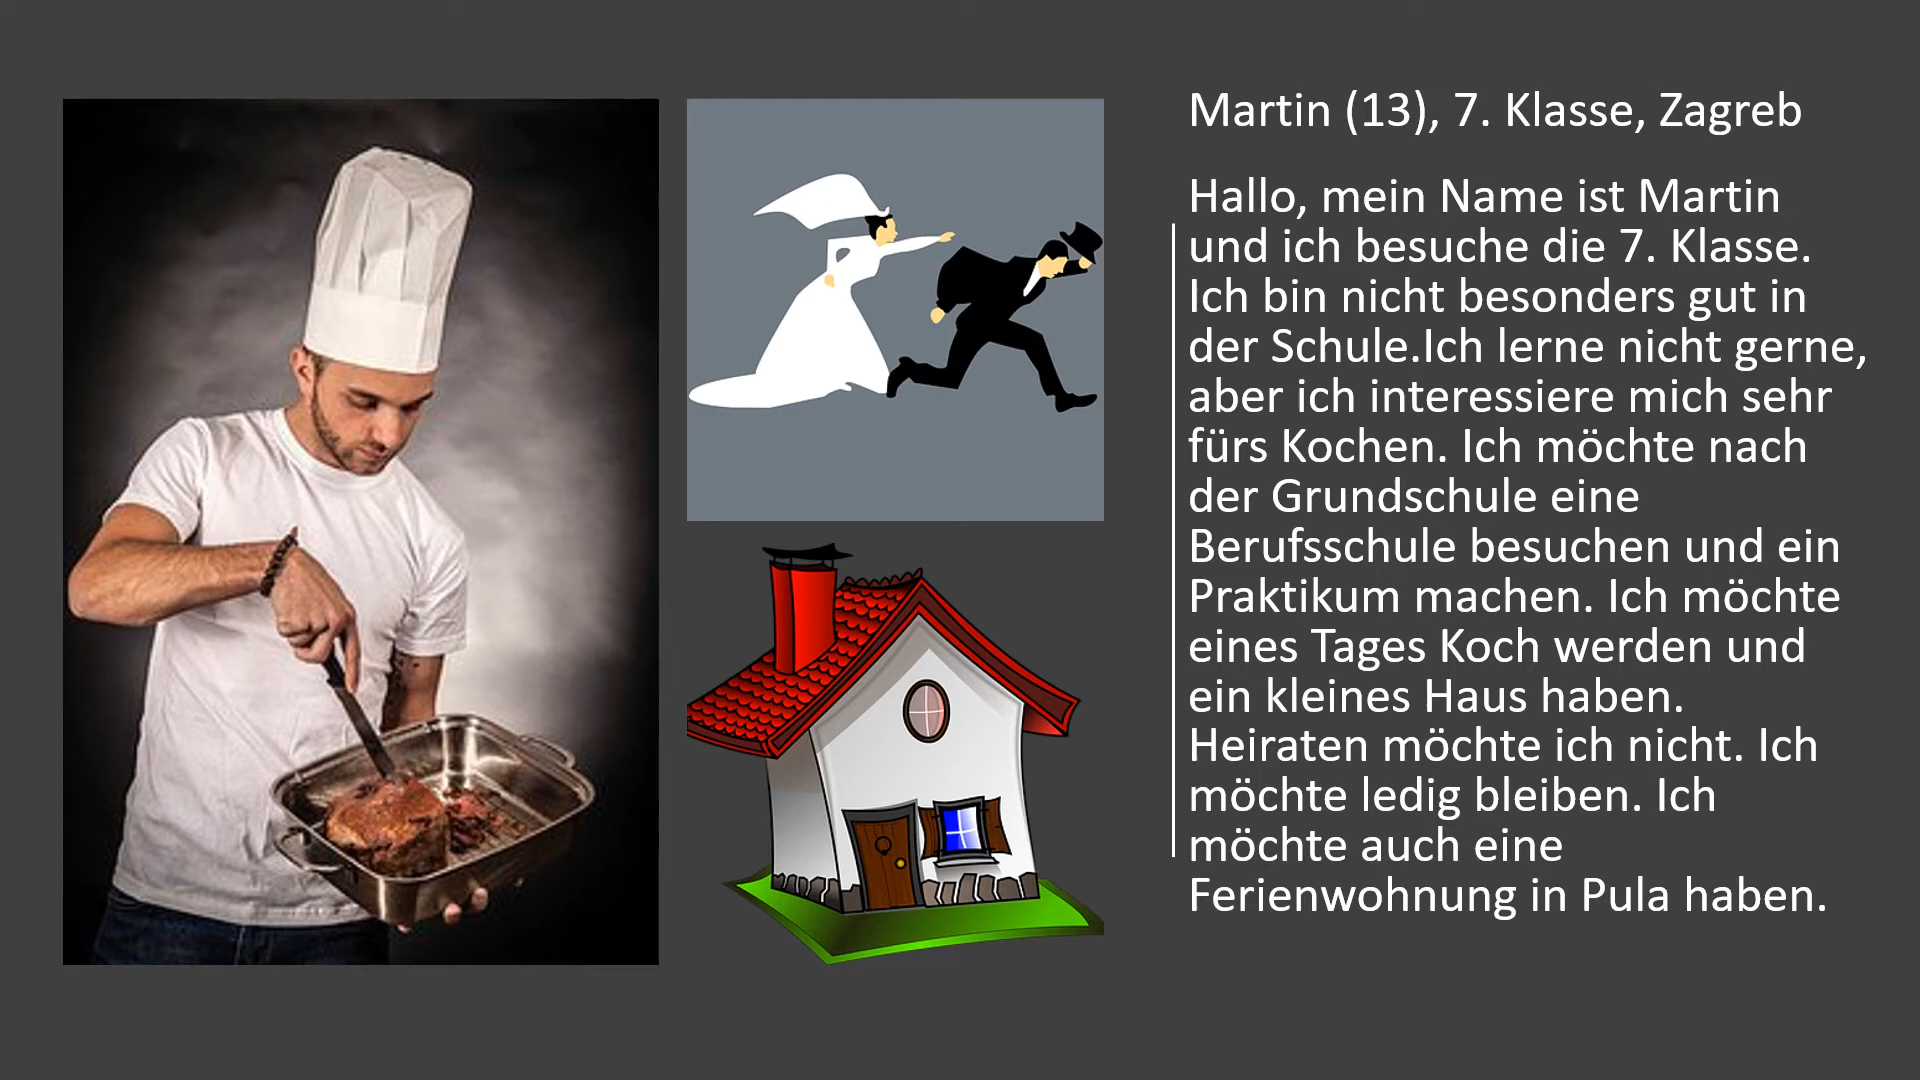 Martin (13), 7. Klasse, Zagreb
Hallo, mein Name ist Martin
und ich besuche die 7. Klasse.
Ich bin nicht besonders gut in
der Schule.Ich lerne nicht gerne,
aber ich interessiere mich sehr
fürs Kochen. Ich möchte nach
der Grundschule eine
Berufsschule besuchen und ein
Praktikum machen. Ich möchte
eines Tages Koch werden und
ein kleines Haus haben.
Heiraten möchte ich nicht. Ich
möchte ledig bleiben. Ich
möchte auch eine
Ferienwohnung in Pula haben.